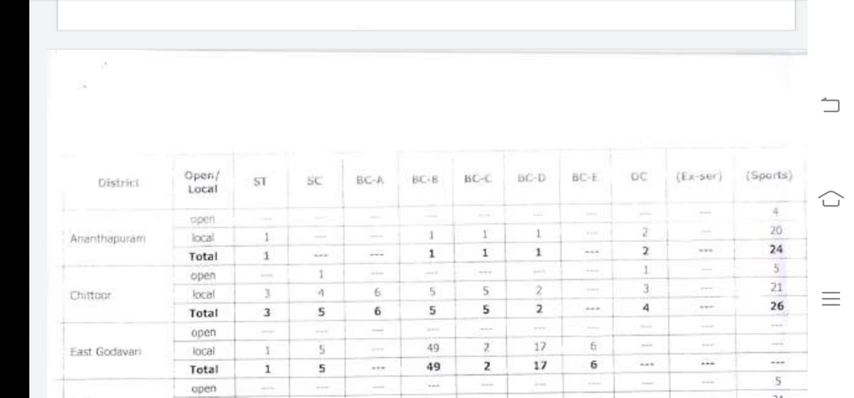 District Open/ Local ST SC BC-A BC-B BC-C BC-D BC-E OC (Ex-ser) (Sports)
open --- --- --- --- --- --- --- --- --- 4
Ananthapuram local 1 --- --- 1 1 1 --- 2 --- 20
Total 1 --- --- 1 1 1 --- 2 --- 24
open --- 1 --- --- --- --- --- 1 --- 5
Chittoor local 3 4 6 5 5 2 --- 3 --- 21
Total 3 5 6 5 5 2 --- 4 --- 26
open --- --- --- --- --- --- --- --- --- ---
East Godavari local 1 5 --- 49 2 17 6 --- --- ---
Total 1 5 --- 49 2 17 6 --- --- ---
open --- --- --- --- --- --- --- --- --- 5